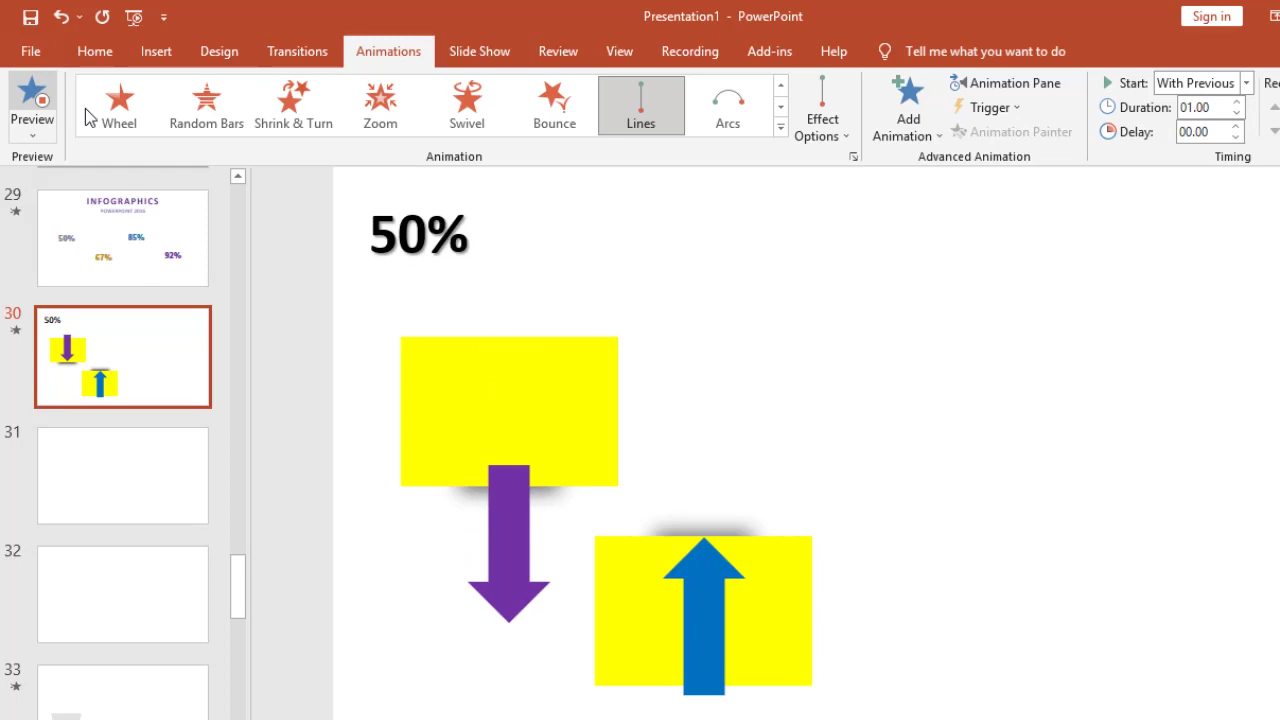 Presentation1 - PowerPoint
Sign in
File Home Insert Design Transitions Animations Slide Show Review View Recording Add-ins Help Tell me what you want to do
Preview
Wheel Random Bars Shrink & Turn Zoom Swivel Bounce Lines Arcs
Effect Options
Add Animation
Animation Pane
Trigger
Animation Painter
Start: With Previous
Duration: 01.00
Delay: 00.00
Preview Animation Advanced Animation Timing
29
INFOGRAPHICS
POWERPOINT 2016
50% 85%
67% 92%
30
50%
31
32
33
50%